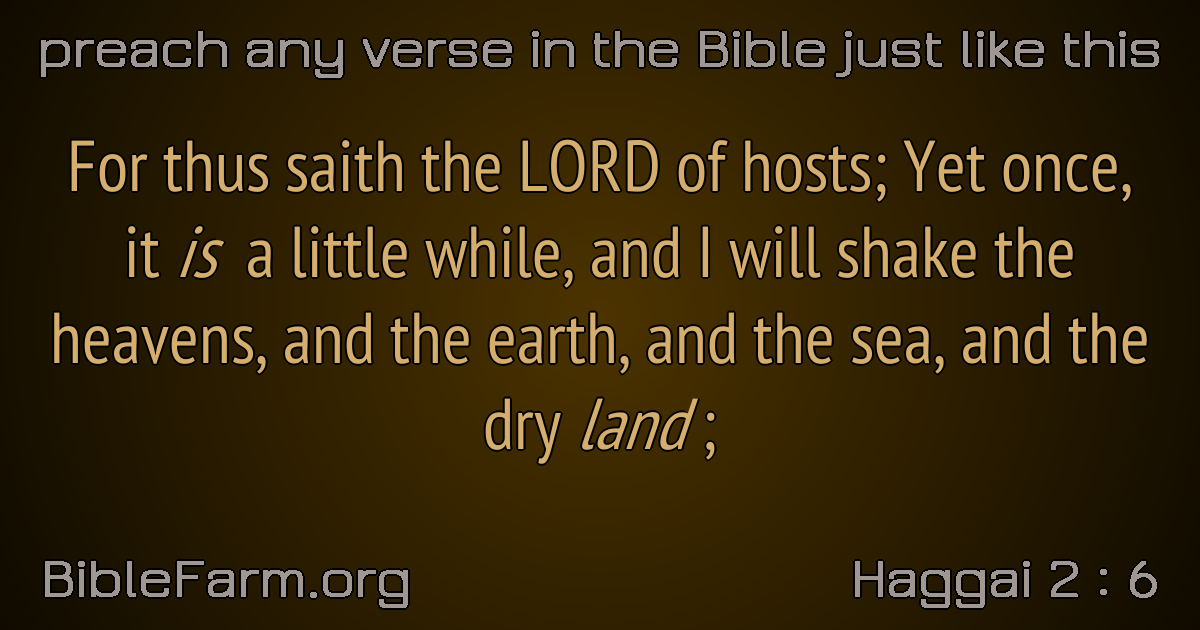 preach any verse in the Bible just like this
For thus saith the LORD of hosts; Yet once,
it is a little while, and I will shake the
heavens, and the earth, and the sea, and the
dry land ;
BibleFarm.org
Haggai 2 : 6